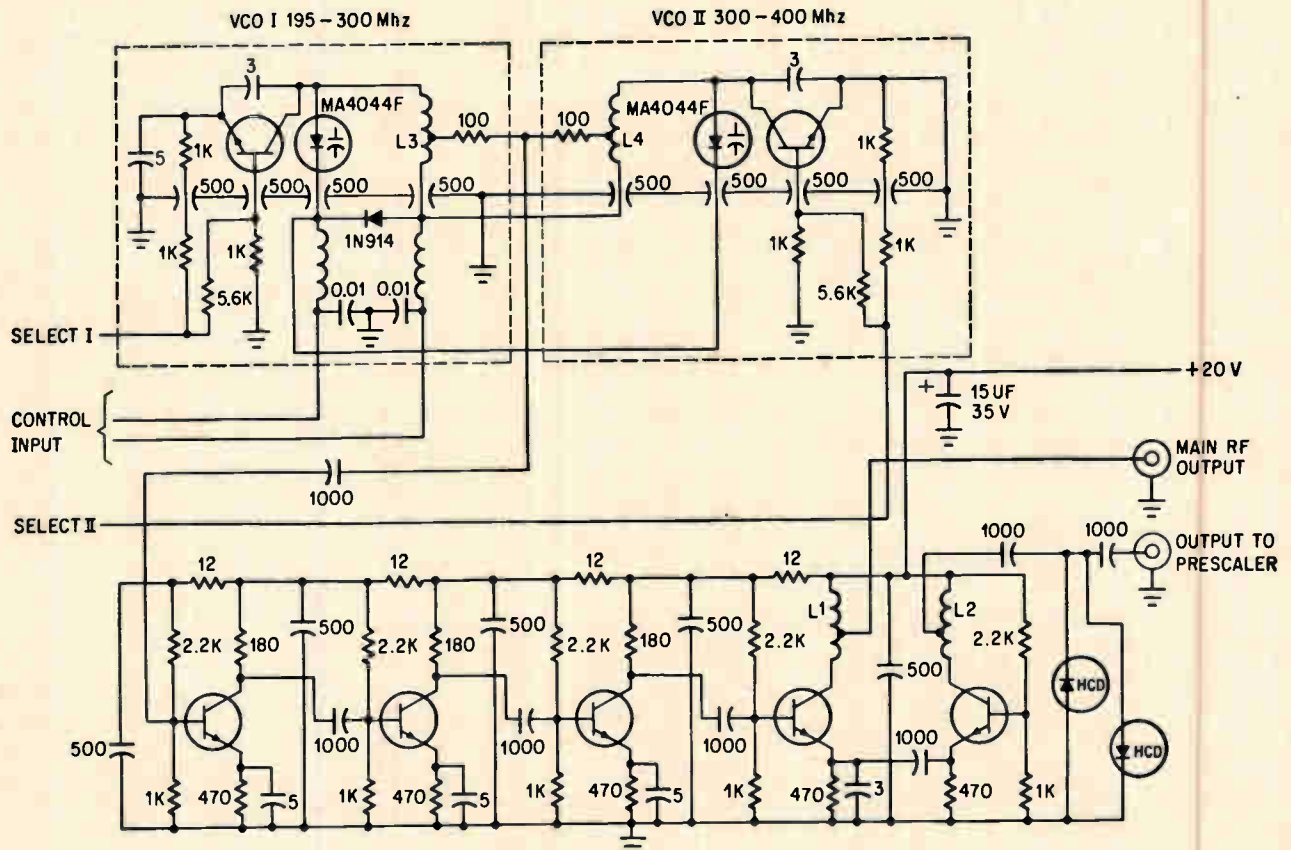 VCO I 195-300 Mhz
VCO II 300-400 Mhz
3
MA4044F
L3
100
100
L4
MA4044F
3
5
1K
1K
500
500
500
500
500
500
500
500
1K
1K
1N914
1K
1K
5.6K
0.01
0.01
5.6K
SELECT I
+20 V
+
15 UF
35 V
CONTROL
INPUT
MAIN RF
OUTPUT
1000
SELECT II
1000
1000
OUTPUT TO
PRESCALER
12
12
12
12
L1
L2
2.2K
180
500
2.2K
180
500
2.2K
180
500
2.2K
500
2.2K
HCD
HCD
500
1000
1000
1000
1000
1K
470
5
1K
470
5
1K
470
5
1K
470
3
470
1K